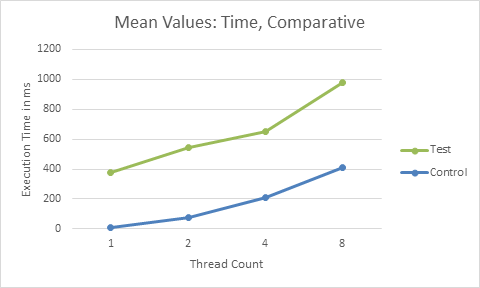 Mean Values: Time, Comparative
1200
1000
800
600
400
200
0
Execution Time in ms
1 2 4 8
Thread Count
Test
Control